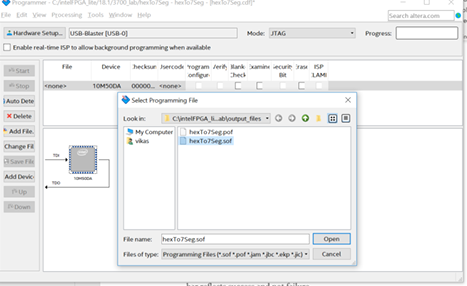 Programmer - C:/intelFPGA_lite/18.1/3700_lab/hexTo7Seg - [hexTo7Seg.cdf]*
File Edit View Processing Tools Window Help
Search altera.com
Hardware Setup... USB-Blaster [USB-0] Mode: JTAG Progress:
Enable real-time ISP to allow background programming when available
Start
Stop
Auto Detec
Delete
Add File.
Change Fil
Save File
Add Devic
Up
Down
File Device Checksum Usercode Program Verify Blank Examine Security Erase ISP
Configure Check Bit CLAMP
<none> 10M50DA 00000... <none>
TDI
TDO
10M50DA
Select Programming File
Look in: C:\intelFPGA_li...ab\output_files
My Computer
vikas
hexTo7Seg.pof
hexTo7Seg.sof
File name: hexTo7Seg.sof Open
Files of type: Programming Files (*.sof *.pof *.jam *.jbc *.ekp *.jic) Cancel